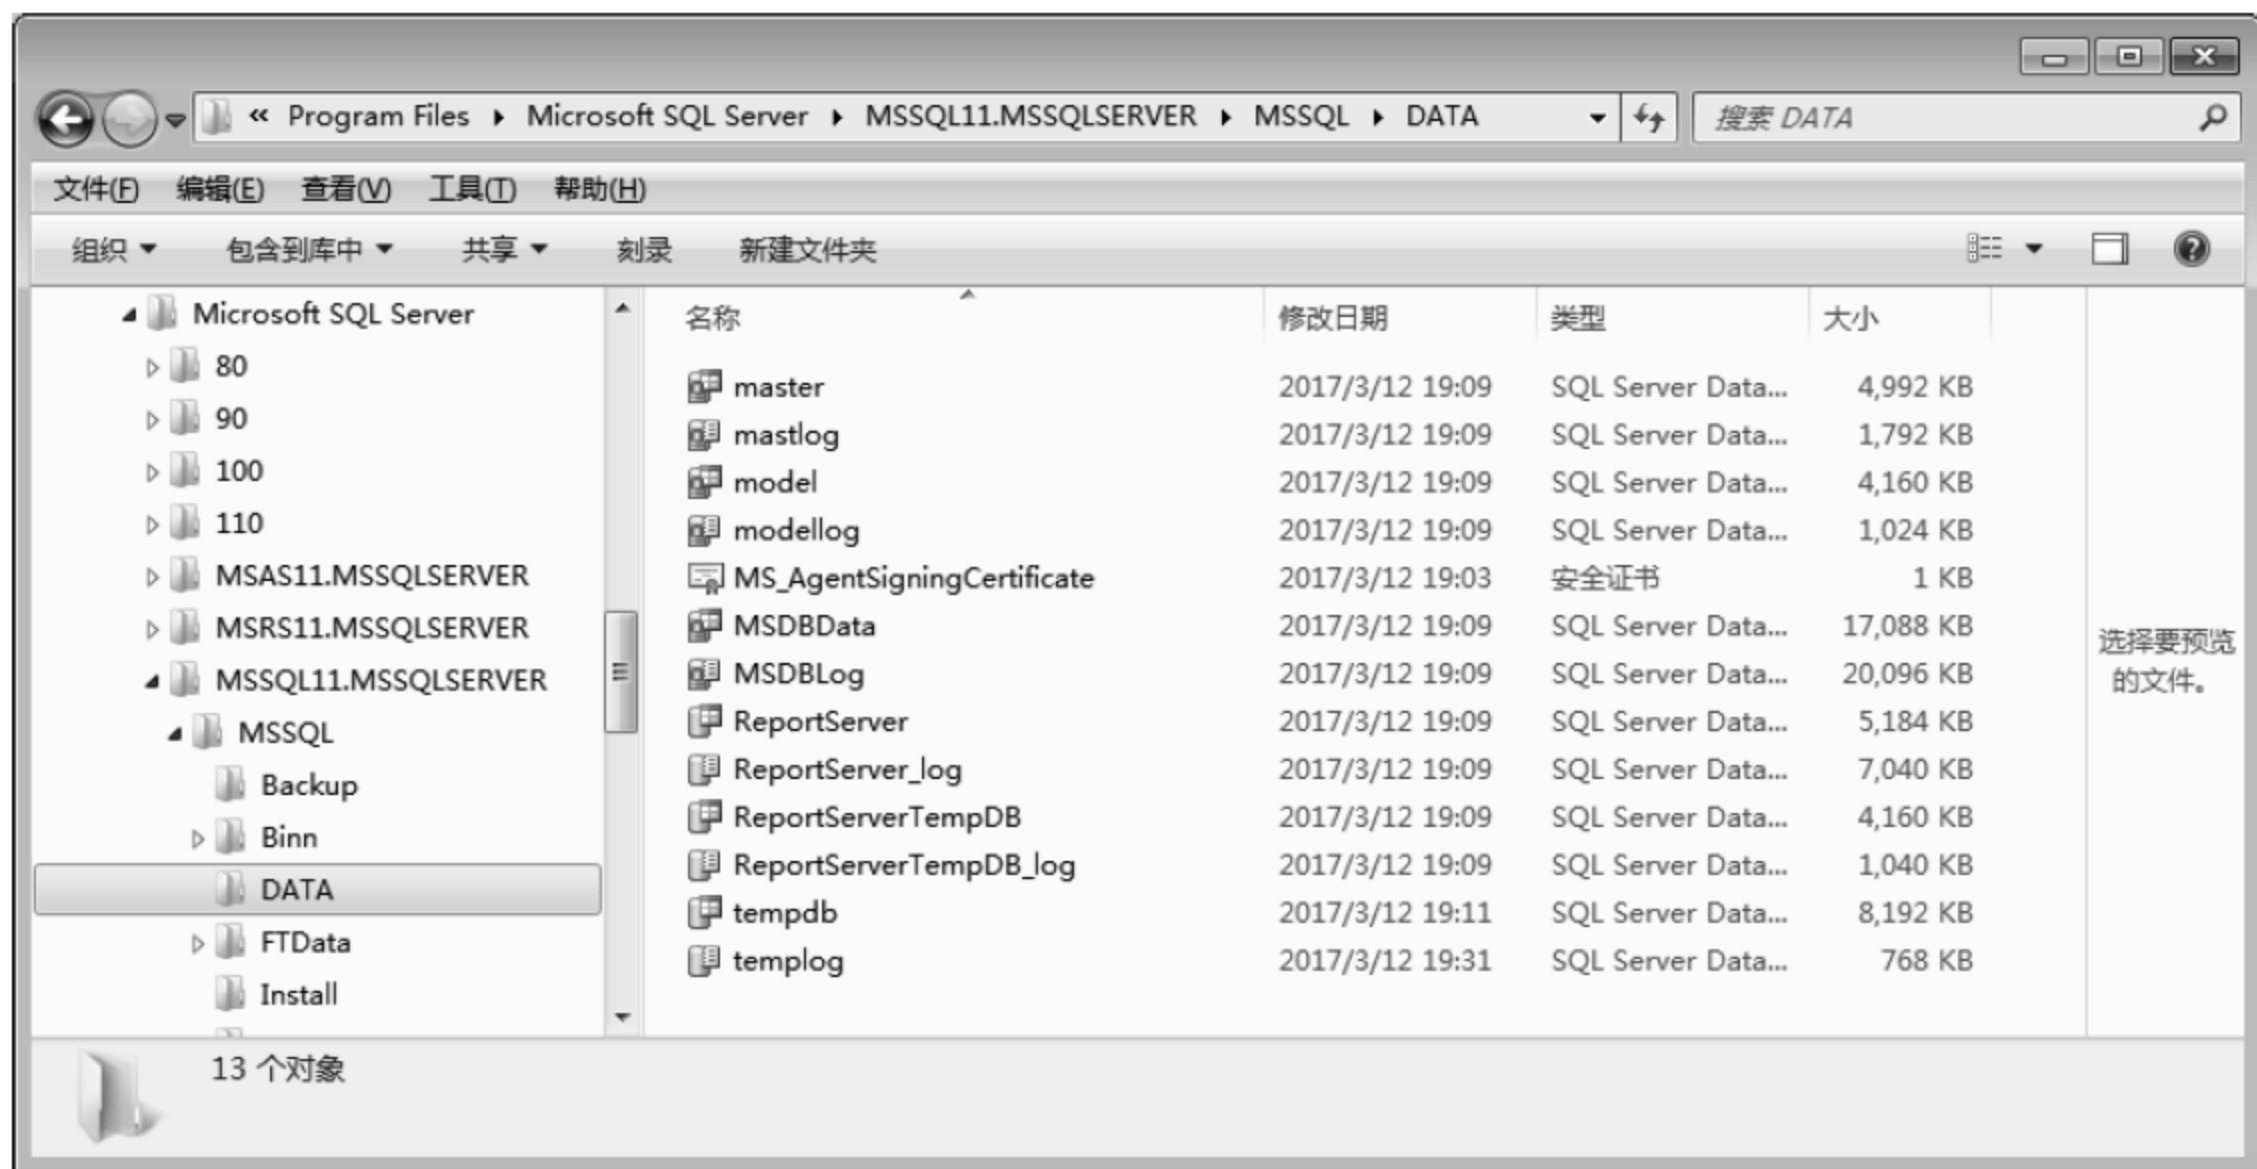 « Program Files ▸ Microsoft SQL Server ▸ MSSQL11.MSSQLSERVER ▸ MSSQL ▸ DATA 搜索 DATA
文件(F) 编辑(E) 查看(V) 工具(T) 帮助(H)
组织 包含到库中 共享 刻录 新建文件夹
Microsoft SQL Server
80
90
100
110
MSAS11.MSSQLSERVER
MSRS11.MSSQLSERVER
MSSQL11.MSSQLSERVER
MSSQL
Backup
Binn
DATA
FTData
Install
名称 修改日期 类型 大小
master 2017/3/12 19:09 SQL Server Data... 4,992 KB
mastlog 2017/3/12 19:09 SQL Server Data... 1,792 KB
model 2017/3/12 19:09 SQL Server Data... 4,160 KB
modellog 2017/3/12 19:09 SQL Server Data... 1,024 KB
MS_AgentSigningCertificate 2017/3/12 19:03 安全证书 1 KB
MSDBData 2017/3/12 19:09 SQL Server Data... 17,088 KB
MSDBLog 2017/3/12 19:09 SQL Server Data... 20,096 KB
ReportServer 2017/3/12 19:09 SQL Server Data... 5,184 KB
ReportServer_log 2017/3/12 19:09 SQL Server Data... 7,040 KB
ReportServerTempDB 2017/3/12 19:09 SQL Server Data... 4,160 KB
ReportServerTempDB_log 2017/3/12 19:09 SQL Server Data... 1,040 KB
tempdb 2017/3/12 19:11 SQL Server Data... 8,192 KB
templog 2017/3/12 19:31 SQL Server Data... 768 KB
选择要预览
的文件。
13 个对象